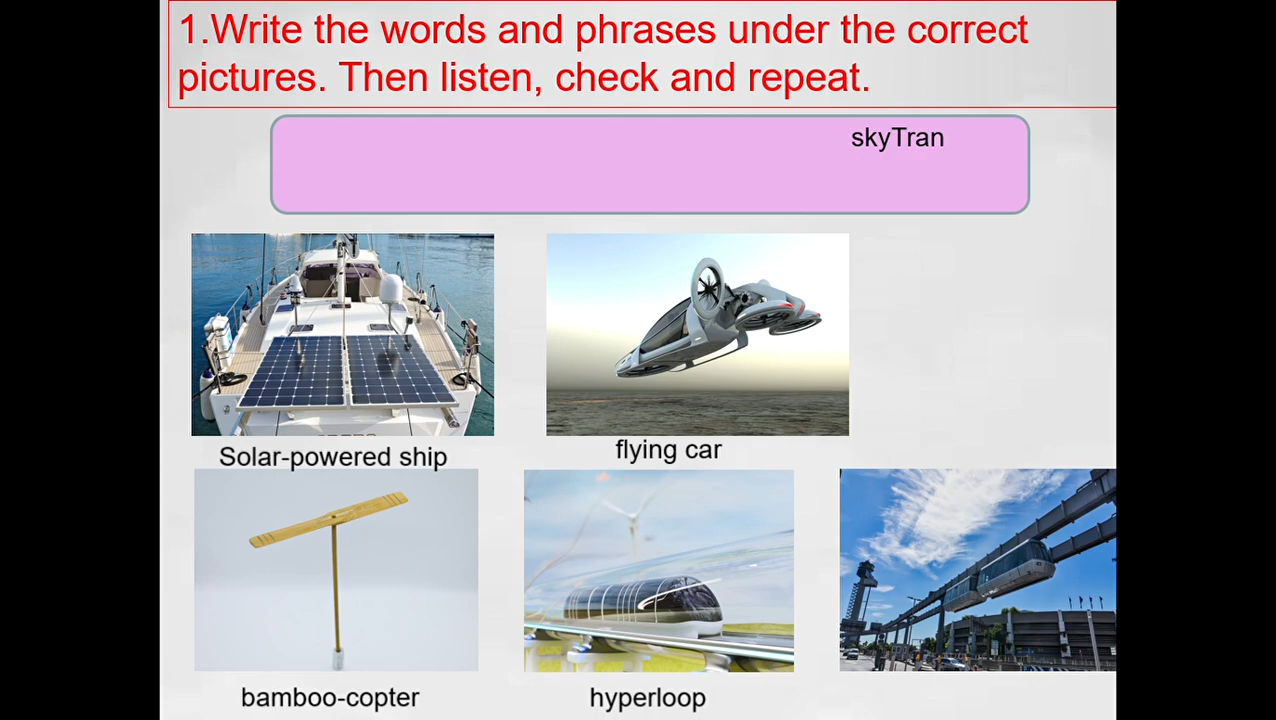 1.Write the words and phrases under the correct
pictures. Then listen, check and repeat.
skyTran
Solar-powered ship
flying car
bamboo-copter
hyperloop